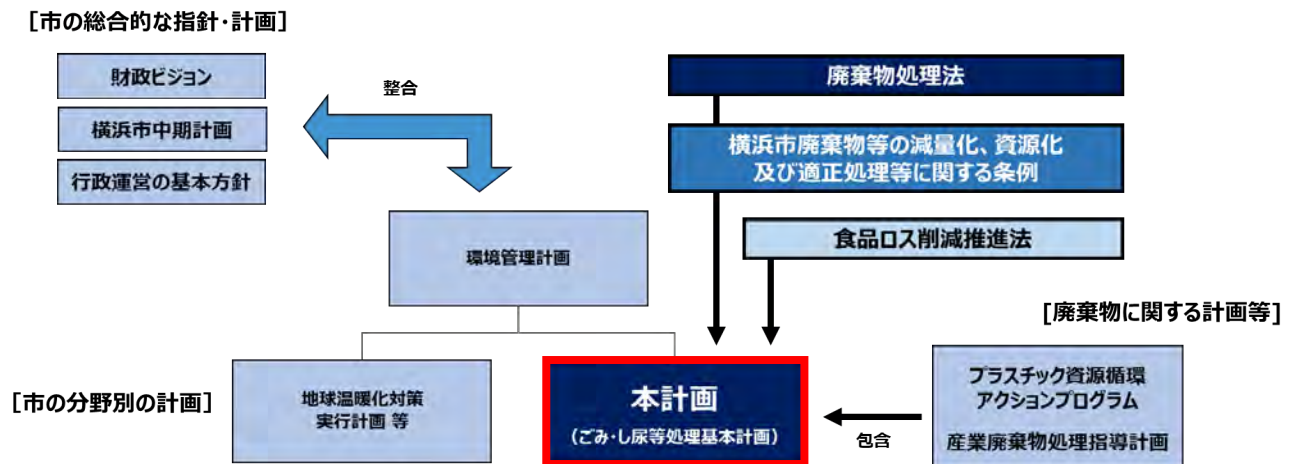 [市の総合的な指針・計画]
財政ビジョン
横浜市中期計画
行政運営の基本方針
整合
廃棄物処理法
横浜市廃棄物等の減量化、資源化
及び適正処理等に関する条例
食品ロス削減推進法
環境管理計画
[廃棄物に関する計画等]
[市の分野別の計画]
地球温暖化対策
実行計画 等
本計画
(ごみ・し尿等処理基本計画)
包含
プラスチック資源循環
アクションプログラム
産業廃棄物処理指導計画